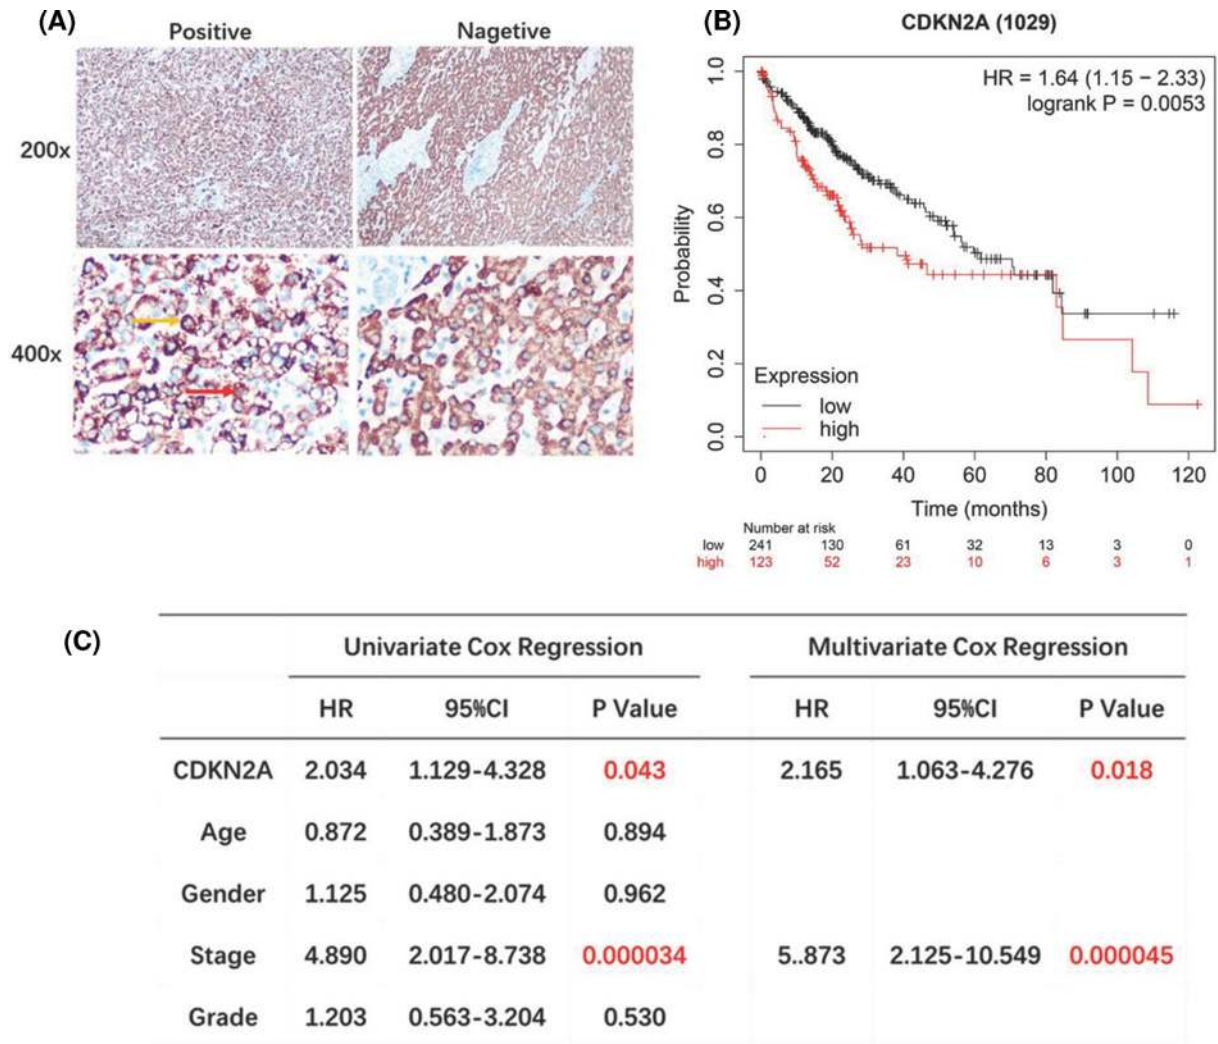 (A)
Positive Nagetive
200x
400x
(B)
CDKN2A (1029)
HR = 1.64 (1.15 − 2.33)
logrank P = 0.0053
Probability
1.0
0.8
0.6
0.4
0.2
0.0
Expression
low
high
0 20 40 60 80 100 120
Time (months)
Number at risk
low 241 130 61 32 13 3 0
high 123 52 23 10 6 3 1
(C)
Univariate Cox Regression Multivariate Cox Regression
HR 95%CI P Value HR 95%CI P Value
CDKN2A 2.034 1.129-4.328 0.043 2.165 1.063-4.276 0.018
Age 0.872 0.389-1.873 0.894
Gender 1.125 0.480-2.074 0.962
Stage 4.890 2.017-8.738 0.000034 5..873 2.125-10.549 0.000045
Grade 1.203 0.563-3.204 0.530